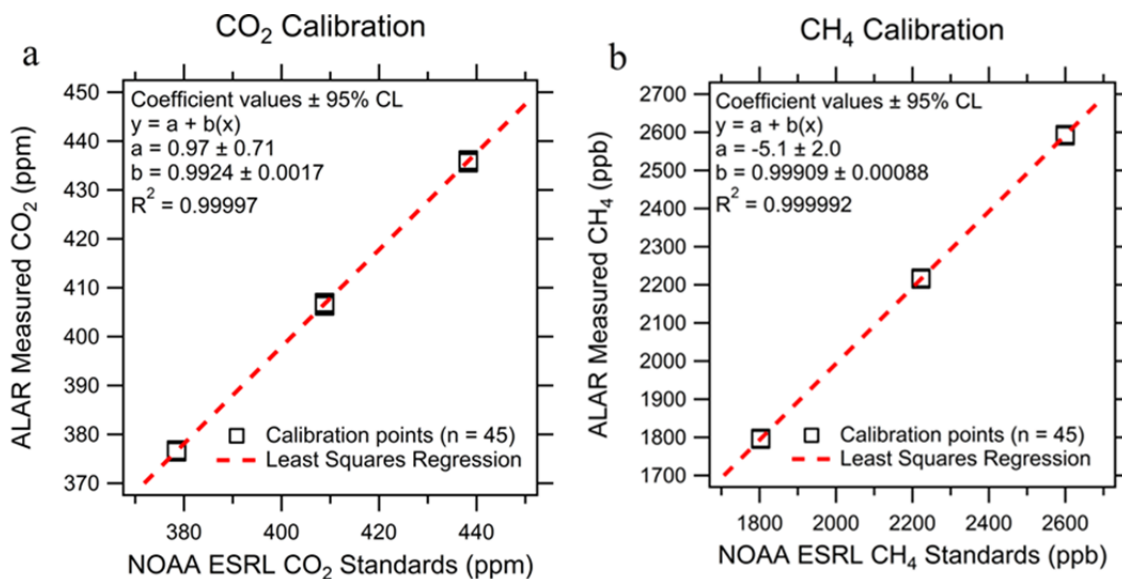 a
CO₂ Calibration
450
440
430
420
410
400
390
380
370
ALAR Measured CO₂ (ppm)
Coefficient values ± 95% CL
y = a + b(x)
a = 0.97 ± 0.71
b = 0.9924 ± 0.0017
R² = 0.99997
Calibration points (n = 45)
Least Squares Regression
380 400 420 440
NOAA ESRL CO₂ Standards (ppm)
b
CH₄ Calibration
2700
2600
2500
2400
2300
2200
2100
2000
1900
1800
1700
ALAR Measured CH₄ (ppb)
Coefficient values ± 95% CL
y = a + b(x)
a = -5.1 ± 2.0
b = 0.99909 ± 0.00088
R² = 0.999992
Calibration points (n = 45)
Least Squares Regression
1800 2000 2200 2400 2600
NOAA ESRL CH₄ Standards (ppb)